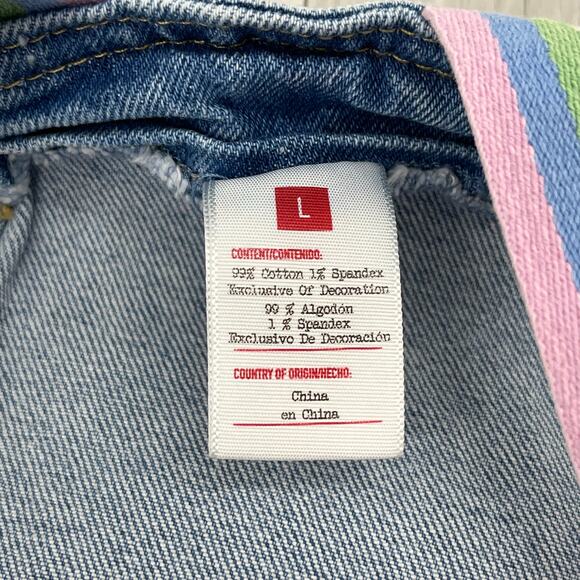 L
CONTENT/CONTENIDO:
99% Cotton 1% Spandex
Exclusive Of Decoration
99 % Algodón
1 % Spandex
Exclusivo De Decoración
COUNTRY OF ORIGIN/HECHO:
China
en China